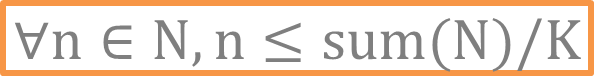 ∀n ∈ N, n ≤ sum(N)/K